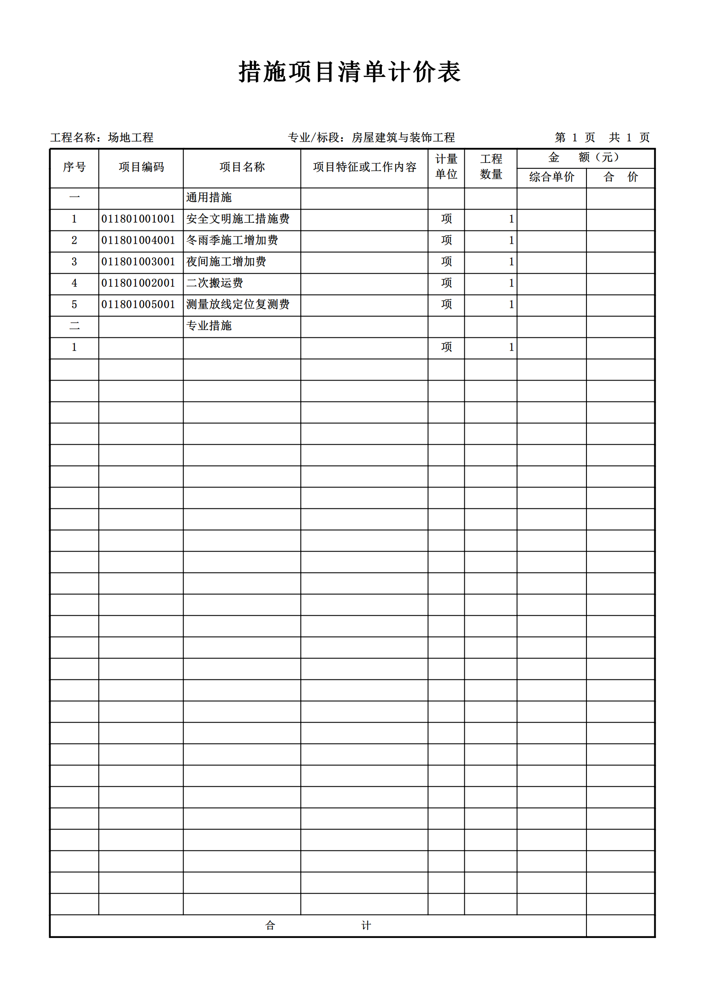 措施项目清单计价表
工程名称：场地工程 专业/标段：房屋建筑与装饰工程 第 1 页 共 1 页
序号 项目编码 项目名称 项目特征或工作内容 计量单位 工程数量 金 额（元）
综合单价 合 价
一 通用措施
1 011801001001 安全文明施工措施费 项 1
2 011801004001 冬雨季施工增加费 项 1
3 011801003001 夜间施工增加费 项 1
4 011801002001 二次搬运费 项 1
5 011801005001 测量放线定位复测费 项 1
二 专业措施
1 项 1
合 计